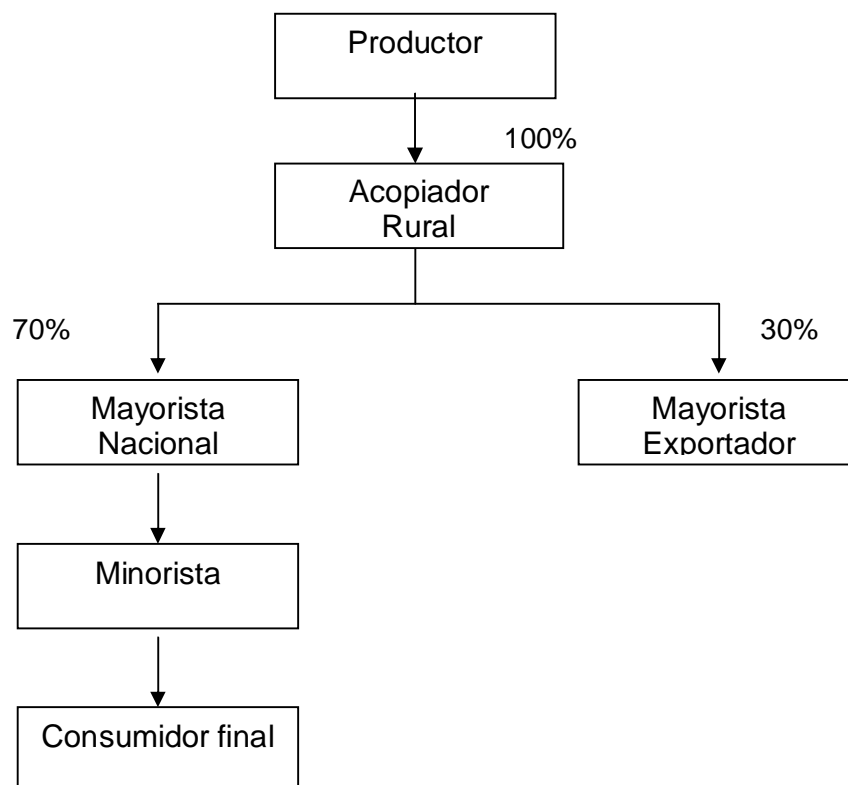 Productor
100%
Acopiador
Rural
70%
30%
Mayorista
Nacional
Mayorista
Exportador
Minorista
Consumidor final